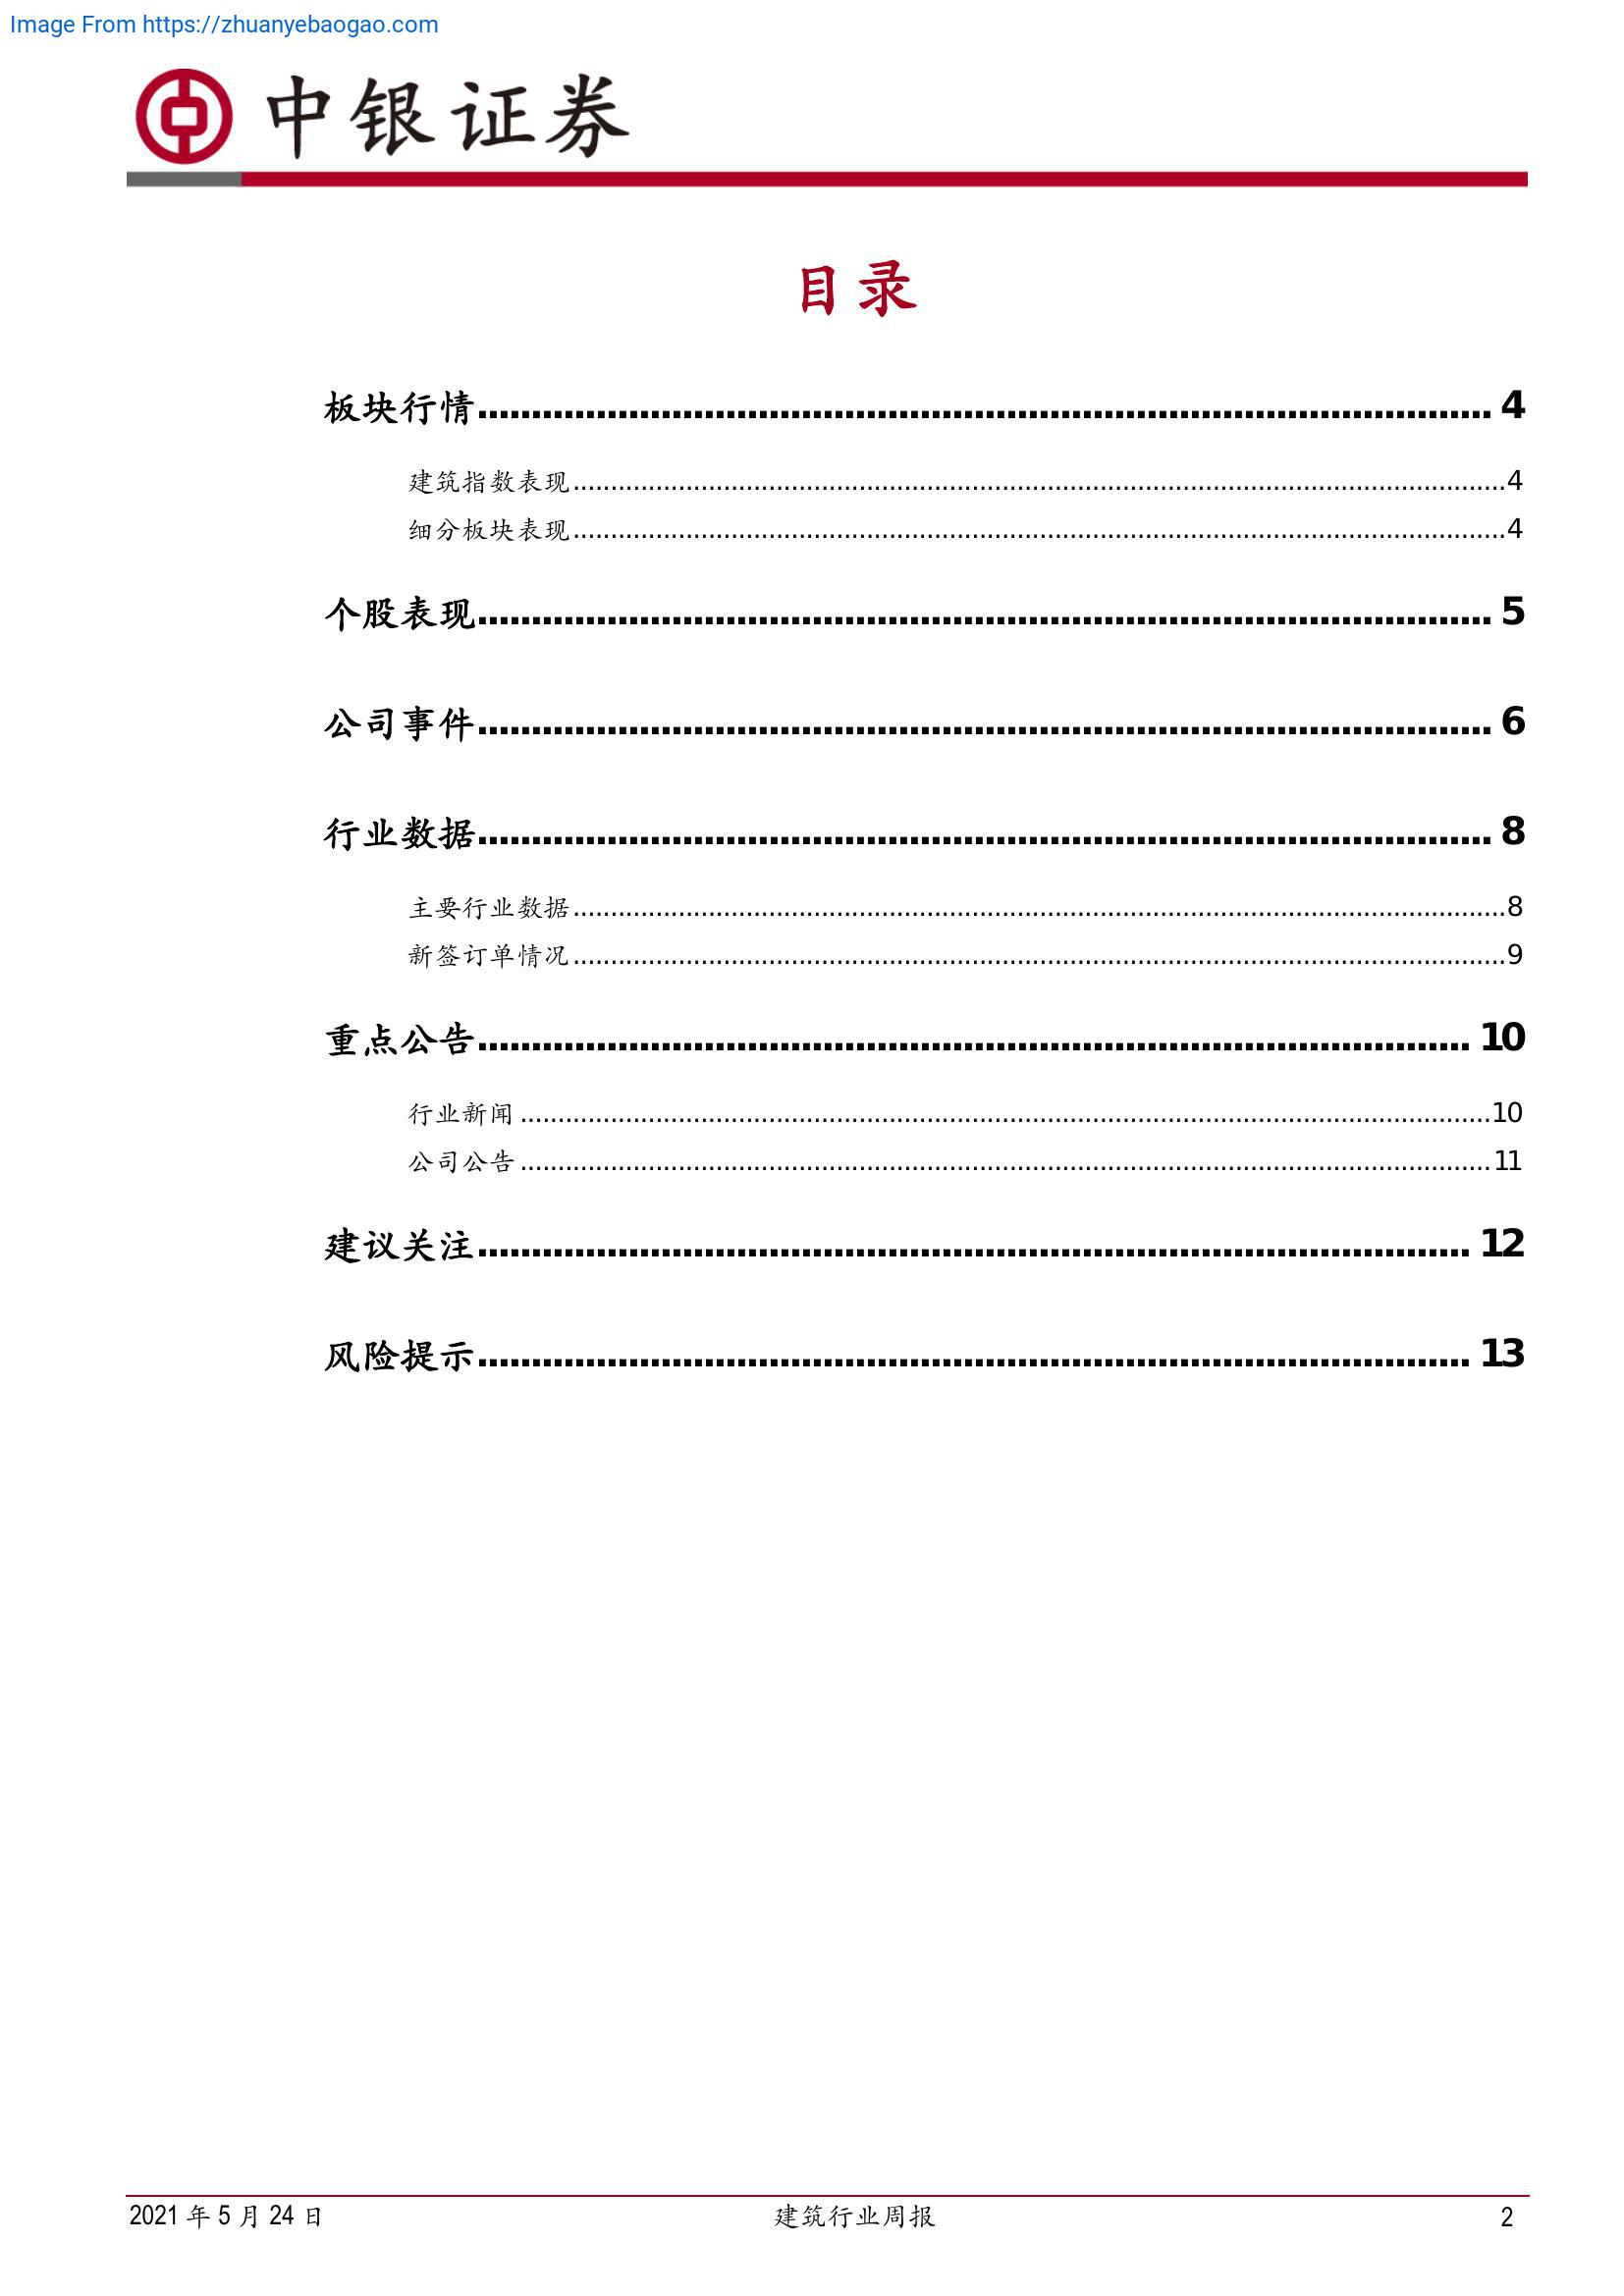 Image From https://zhuanyebaogao.com
中银证券
目录
板块行情................................................................................ 4
建筑指数表现................................................................................4
细分板块表现................................................................................4
个股表现................................................................................ 5
公司事件................................................................................ 6
行业数据................................................................................ 8
主要行业数据................................................................................8
新签订单情况................................................................................9
重点公告................................................................................ 10
行业新闻................................................................................10
公司公告................................................................................11
建议关注................................................................................ 12
风险提示................................................................................ 13
2021 年 5 月 24 日 建筑行业周报 2